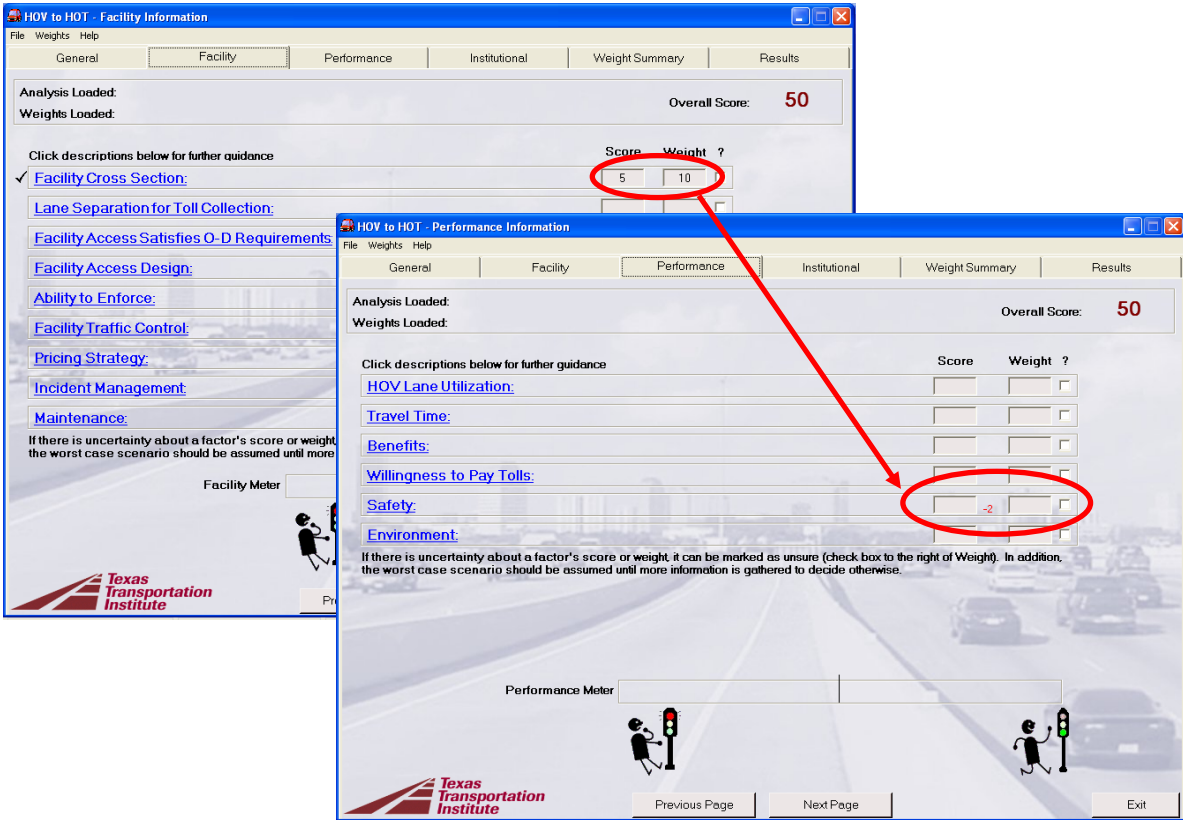 HOV to HOT - Facility Information
File Weights Help
General Facility Performance Institutional Weight Summary Results
Analysis Loaded:
Weights Loaded:
Overall Score: 50
Click descriptions below for further guidance
Score Weight ?
Facility Cross Section: 5 10
Lane Separation for Toll Collection:
Facility Access Satisfies O-D Requirements:
Facility Access Design:
Ability to Enforce:
Facility Traffic Control:
Pricing Strategy:
Incident Management:
Maintenance:
If there is uncertainty about a factor's score or weight,
the worst case scenario should be assumed until more
Facility Meter
Texas
Transportation
Institute
HOV to HOT - Performance Information
File Weights Help
General Facility Performance Institutional Weight Summary Results
Analysis Loaded:
Weights Loaded:
Overall Score: 50
Click descriptions below for further guidance
Score Weight ?
HOV Lane Utilization:
Travel Time:
Benefits:
Willingness to Pay Tolls:
Safety: -2
Environment:
If there is uncertainty about a factor's score or weight, it can be marked as unsure (check box to the right of Weight). In addition,
the worst case scenario should be assumed until more information is gathered to decide otherwise.
Performance Meter
Texas
Transportation
Institute
Previous Page Next Page Exit